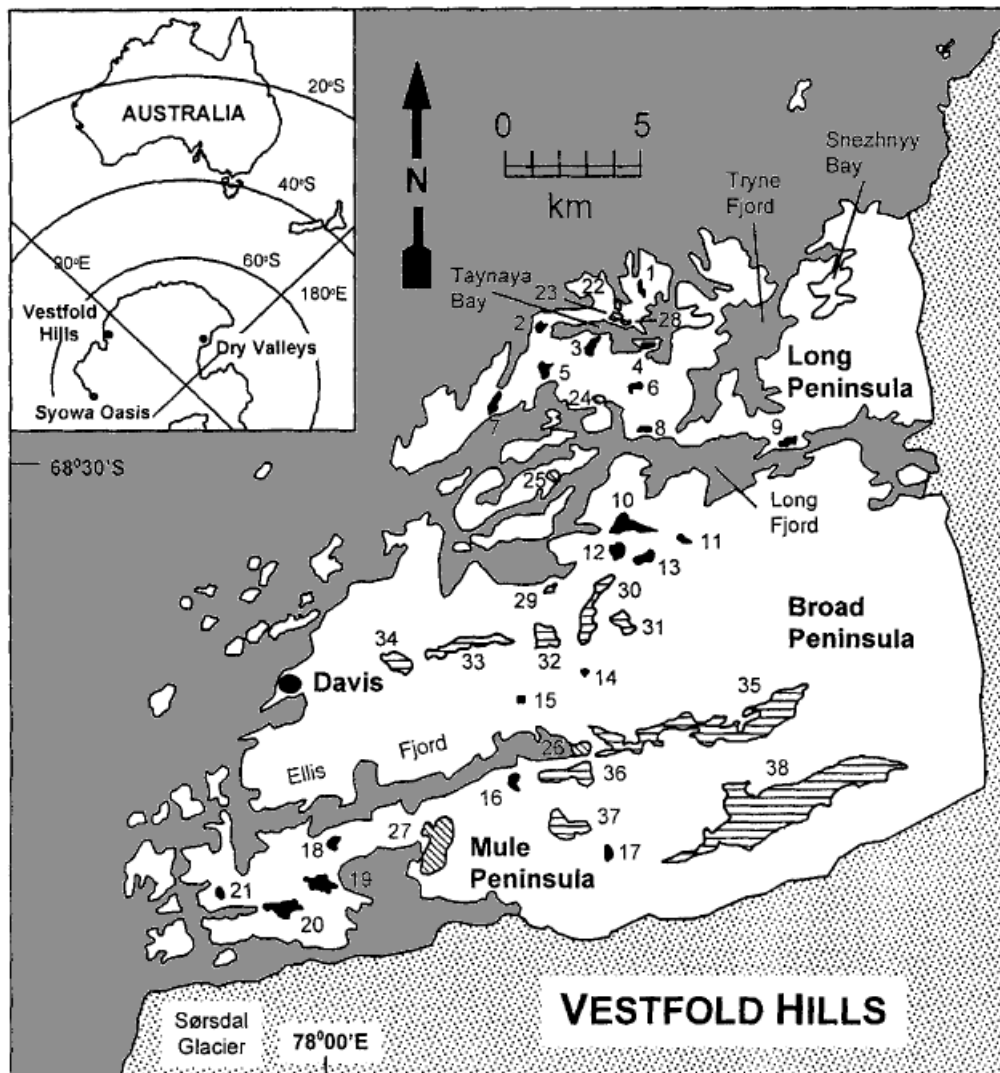 20°S
AUSTRALIA
40°S
90°E
60°S
180°E
Vestfold
Hills
Dry Valleys
Syowa Oasis
N
0 5
km
Snezhnyy
Bay
Tryne
Fjord
Taynaya
Bay
1
22
23
28
2
3
4
5
6
7
24
8
9
Long
Peninsula
68°30'S
25
10
Long
Fjord
11
12
13
29
30
31
Broad
Peninsula
32
33
34
Davis
14
15
35
26
Ellis Fjord
36
16
38
37
27
18
17
Mule
Peninsula
19
21
20
VESTFOLD HILLS
Sørsdal
Glacier
78°00'E